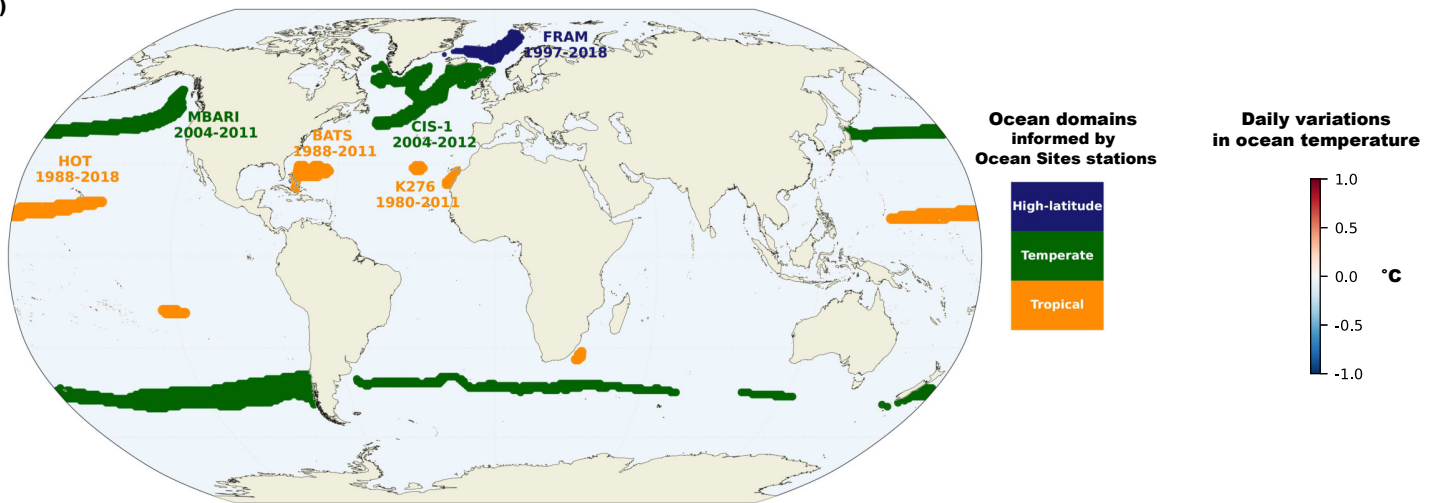 )
FRAM
1997-2018
MBARI
2004-2011
BATS
1988-2011
CIS-1
2004-2012
HOT
1988-2018
K276
1980-2011
Ocean domains
informed by
Ocean Sites stations
High-latitude
Temperate
Tropical
Daily variations
in ocean temperature
1.0
0.5
0.0
-0.5
-1.0
°C